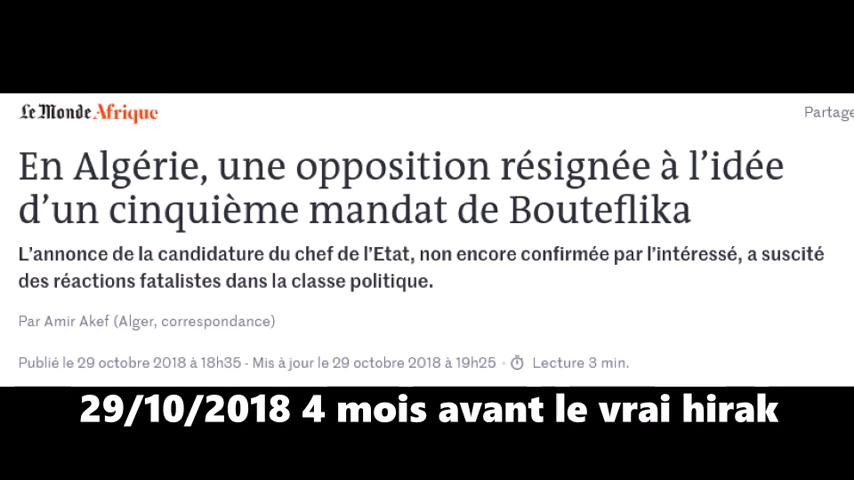 Le Monde Afrique
Partage
En Algérie, une opposition résignée à l’idée
d’un cinquième mandat de Bouteflika
L’annonce de la candidature du chef de l’Etat, non encore confirmée par l’intéressé, a suscité
des réactions fatalistes dans la classe politique.
Par Amir Akef (Alger, correspondance)
Publié le 29 octobre 2018 à 18h35 - Mis à jour le 29 octobre 2018 à 19h25 · Lecture 3 min.
29/10/2018 4 mois avant le vrai hirak